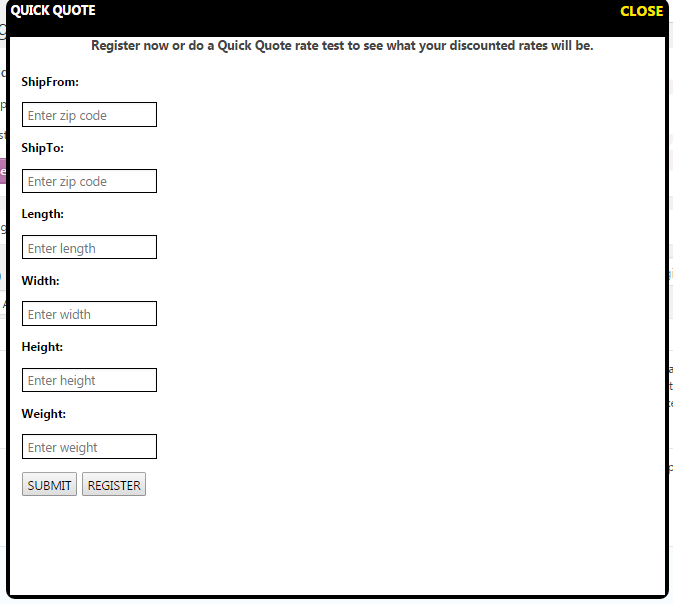 QUICK QUOTE
CLOSE
Register now or do a Quick Quote rate test to see what your discounted rates will be.
ShipFrom:
Enter zip code
ShipTo:
Enter zip code
Length:
Enter length
Width:
Enter width
Height:
Enter height
Weight:
Enter weight
SUBMIT REGISTER